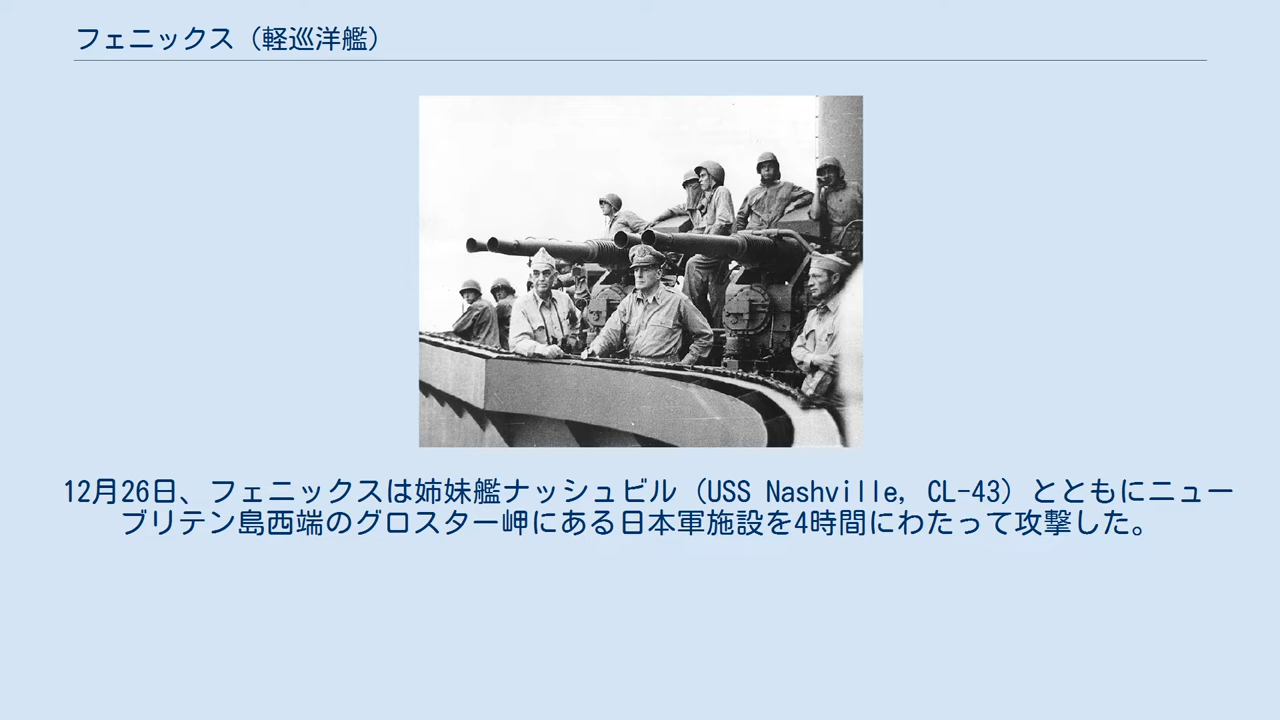 フェニックス（軽巡洋艦）
12月26日、フェニックスは姉妹艦ナッシュビル（USS Nashville, CL-43）とともにニュー
ブリテン島西端のグロスター岬にある日本軍施設を4時間にわたって攻撃した。